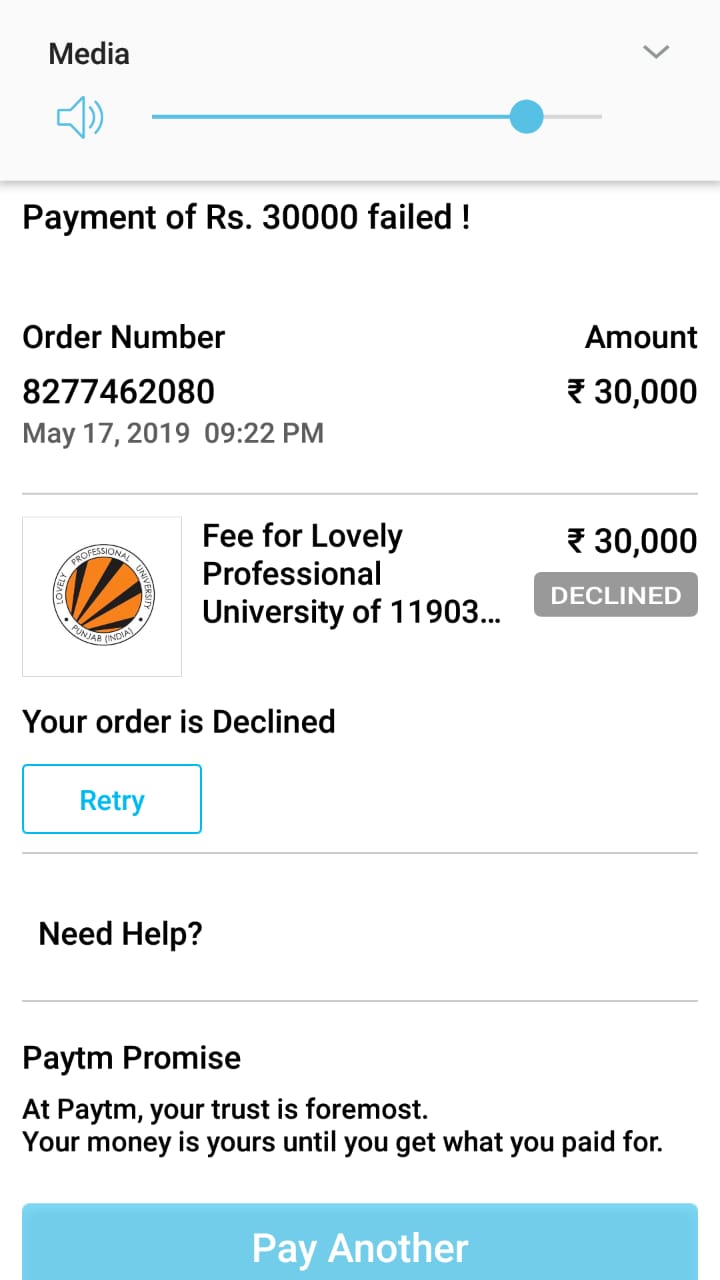 Media
Payment of Rs. 30000 failed !
Order Number
Amount
8277462080
₹ 30,000
May 17, 2019 09:22 PM
LOVELY PROFESSIONAL UNIVERSITY
PUNJAB (INDIA)
Fee for Lovely
Professional
University of 11903...
₹ 30,000
DECLINED
Your order is Declined
Retry
Need Help?
Paytm Promise
At Paytm, your trust is foremost.
Your money is yours until you get what you paid for.
Pay Another